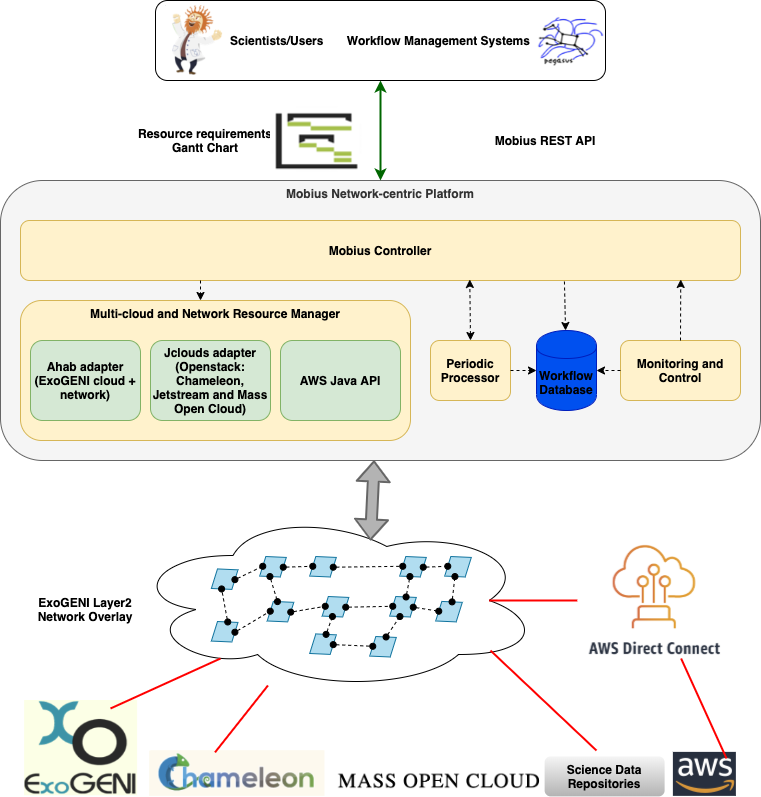 Scientists/Users
Workflow Management Systems
pegasus
Resource requirements
Gantt Chart
Mobius REST API
Mobius Network-centric Platform
Mobius Controller
Multi-cloud and Network Resource Manager
Ahab adapter
(ExoGENI cloud +
network)
Jclouds adapter
(Openstack:
Chameleon,
Jetstream and Mass
Open Cloud)
AWS Java API
Periodic
Processor
Workflow
Database
Monitoring and
Control
ExoGENI Layer2
Network Overlay
AWS Direct Connect
XO
ExoGENI
Chameleon
MASS OPEN CLOUD
Science Data
Repositories
aws